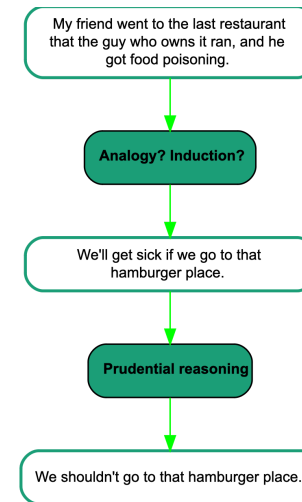 My friend went to the last restaurant
that the guy who owns it ran, and he
got food poisoning.
Analogy? Induction?
We'll get sick if we go to that
hamburger place.
Prudential reasoning
We shouldn't go to that hamburger place.